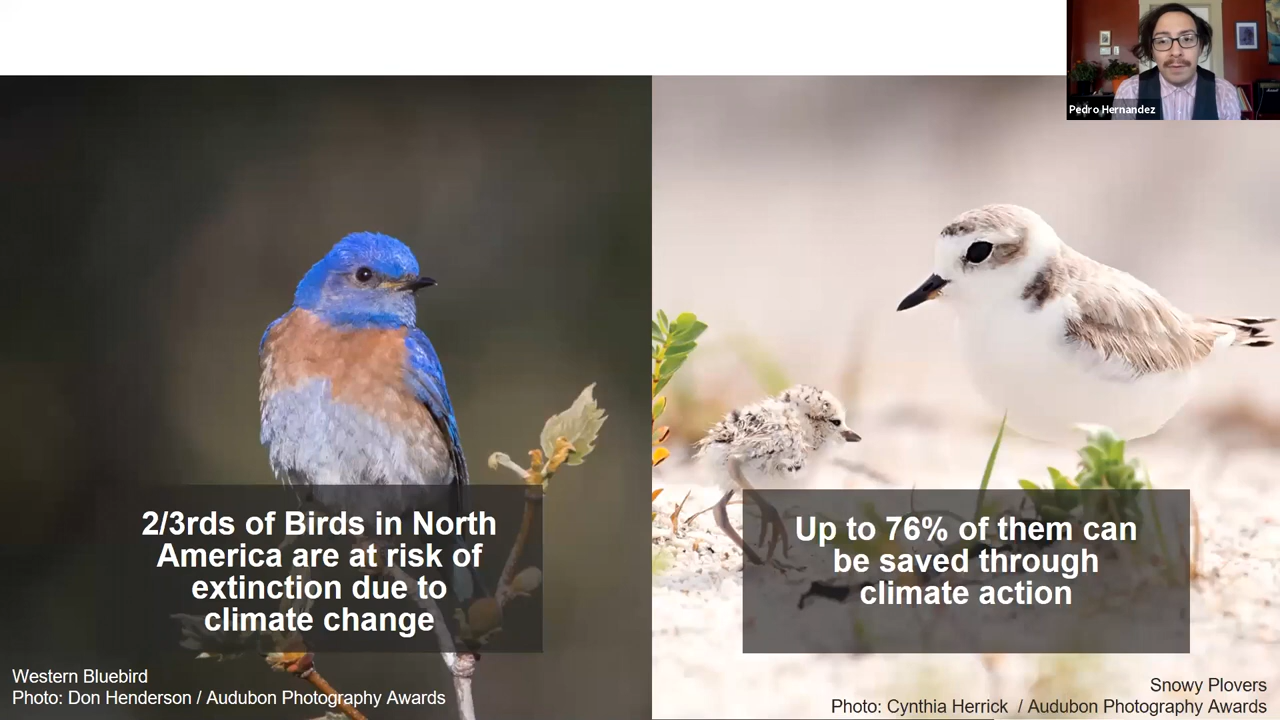 Pedro Hernandez
2/3rds of Birds in North
America are at risk of
extinction due to
climate change
Up to 76% of them can
be saved through
climate action
Western Bluebird
Photo: Don Henderson / Audubon Photography Awards
Snowy Plovers
Photo: Cynthia Herrick / Audubon Photography Awards